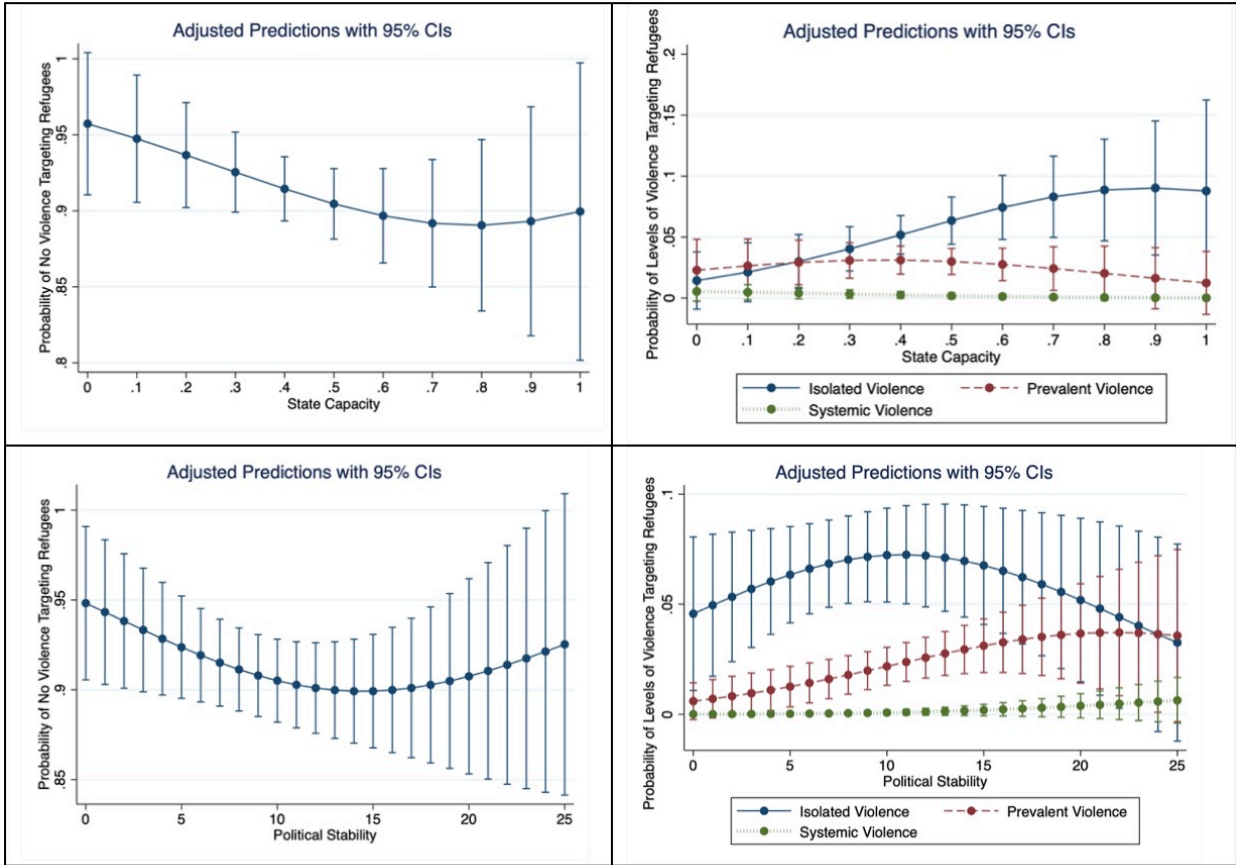 Adjusted Predictions with 95% CIs
Probability of No Violence Targeting Refugees
1
.95
.9
.85
.8
0 .1 .2 .3 .4 .5 .6 .7 .8 .9 1
State Capacity
Adjusted Predictions with 95% CIs
Probability of Levels of Violence Targeting Refugees
.2
.15
.1
.05
0
0 .1 .2 .3 .4 .5 .6 .7 .8 .9 1
State Capacity
Isolated Violence Prevalent Violence
Systemic Violence
Adjusted Predictions with 95% CIs
Probability of No Violence Targeting Refugees
1
.95
.9
.85
0 5 10 15 20 25
Political Stability
Adjusted Predictions with 95% CIs
Probability of Levels of Violence Targeting Refugees
.1
.05
0
0 5 10 15 20 25
Political Stability
Isolated Violence Prevalent Violence
Systemic Violence